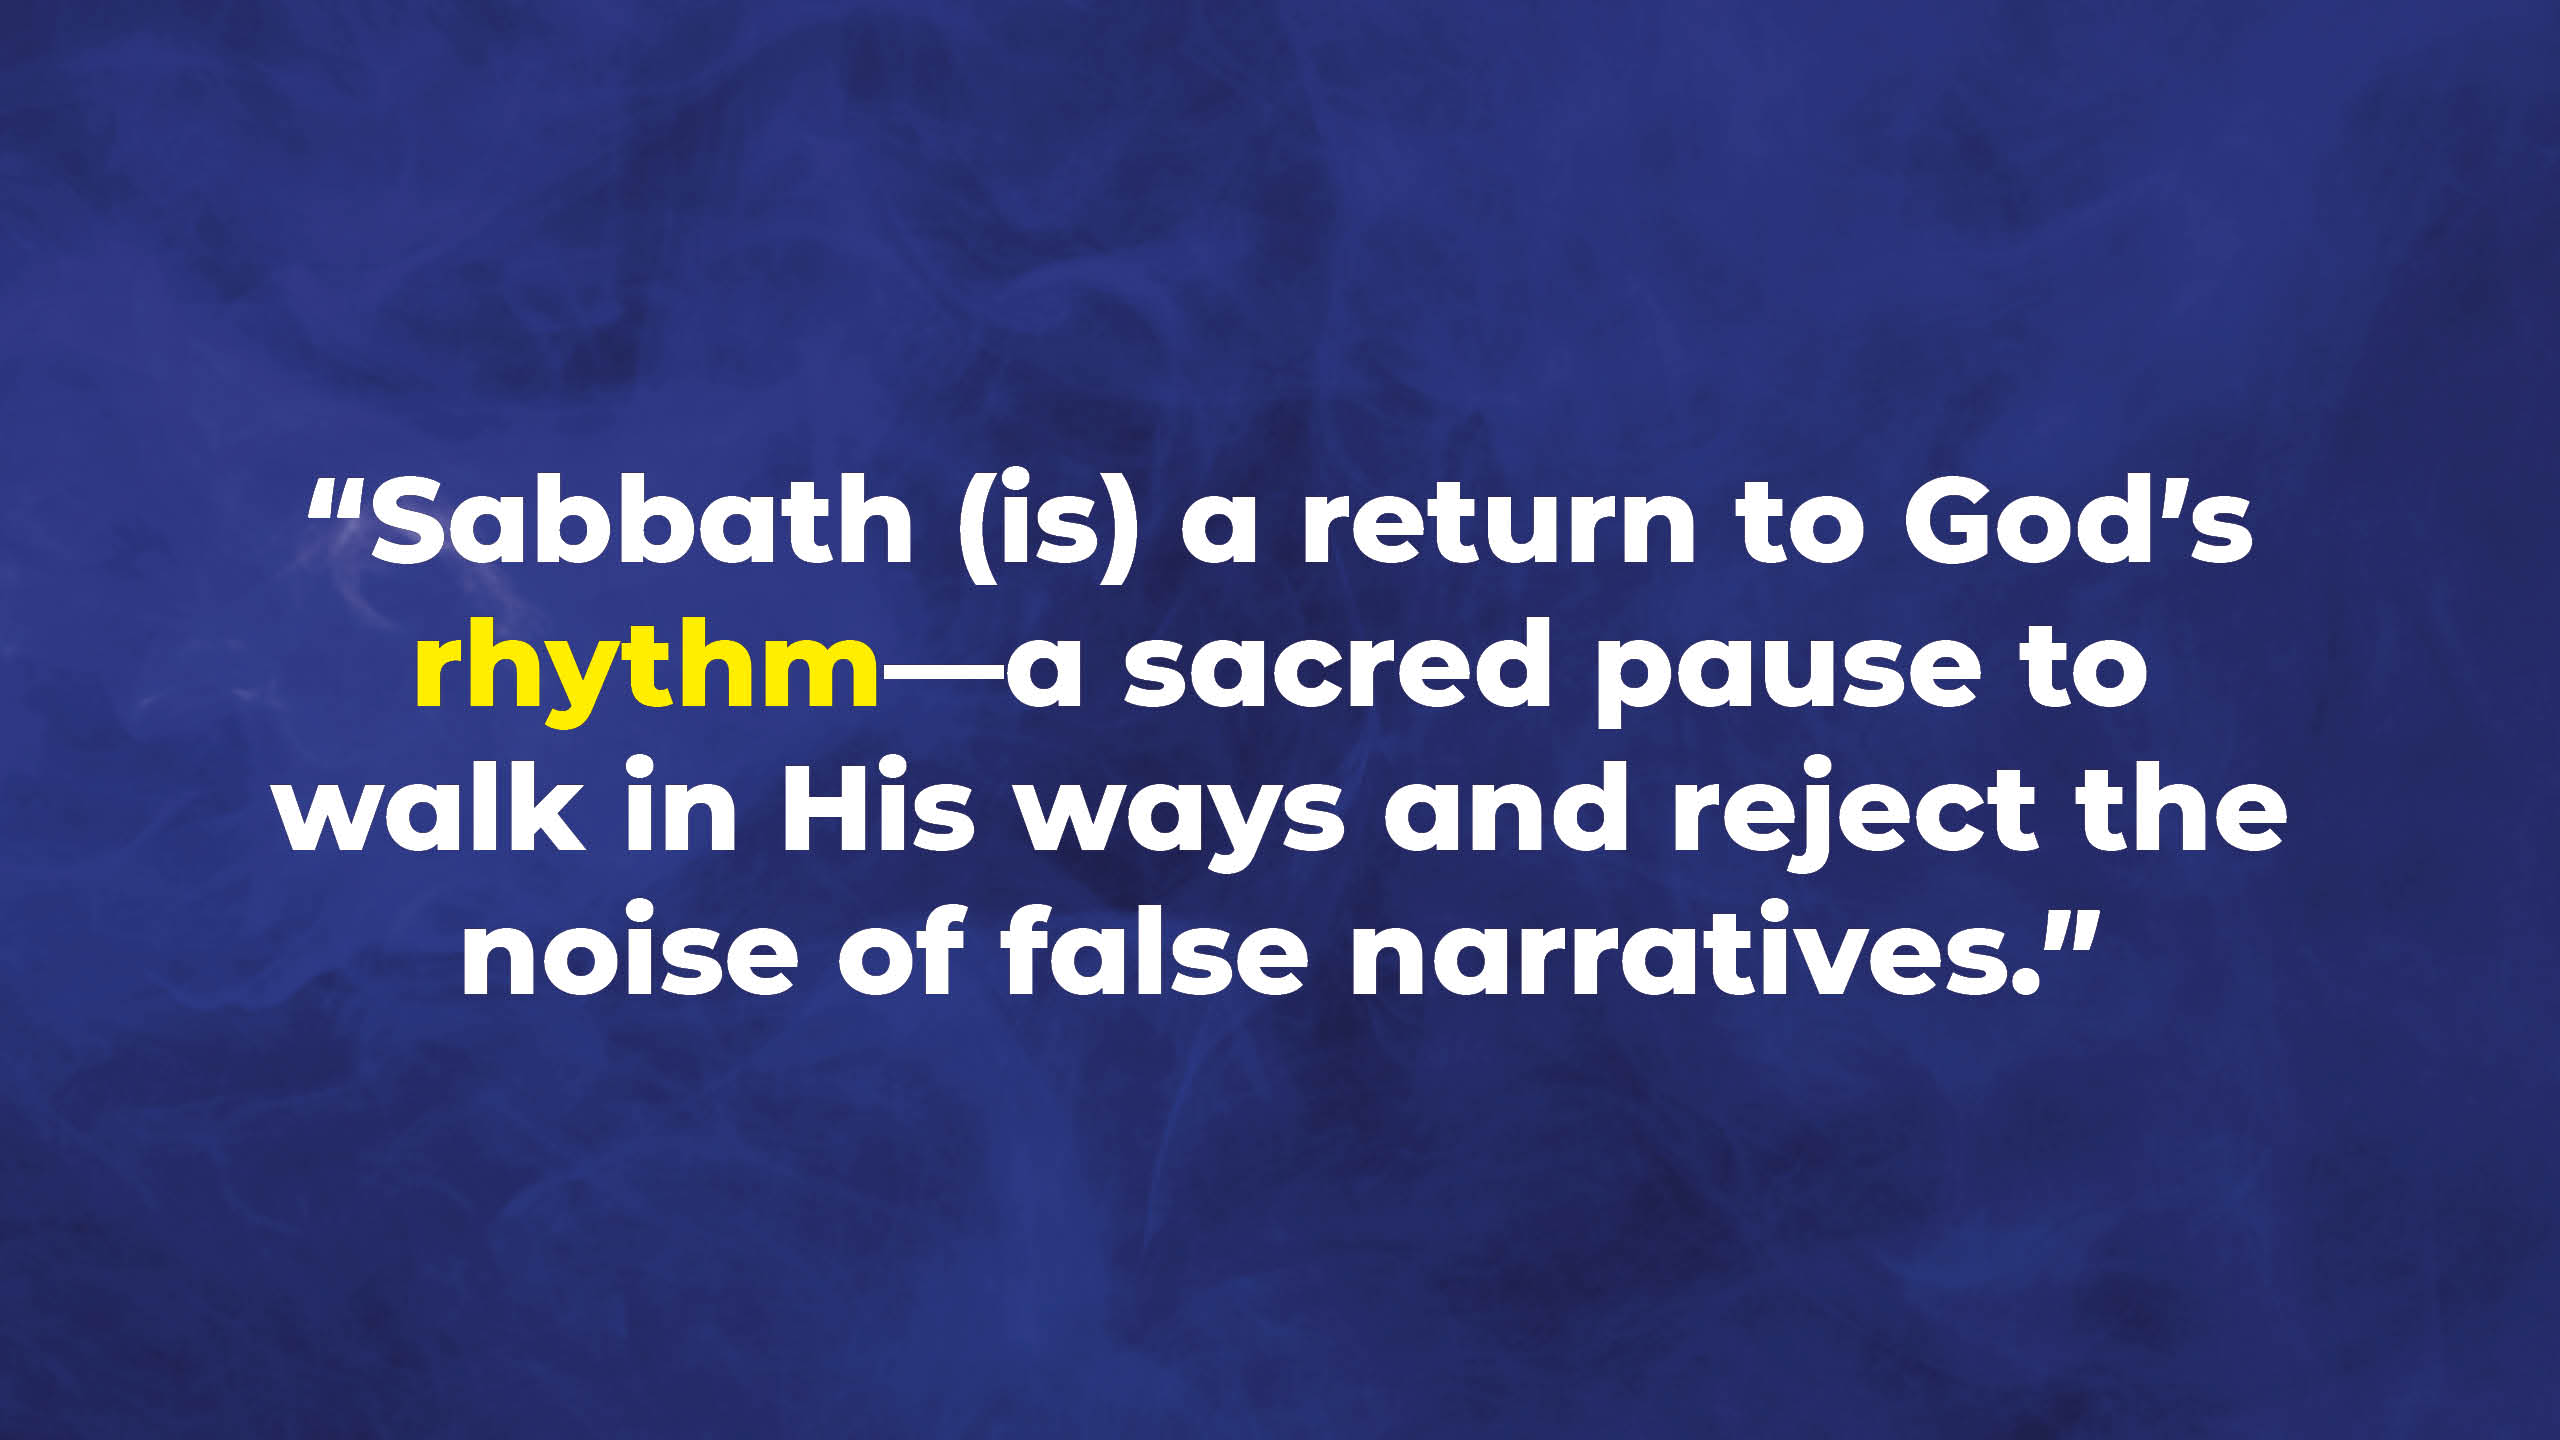 “Sabbath (is) a return to God’s
rhythm—a sacred pause to
walk in His ways and reject the
noise of false narratives.”